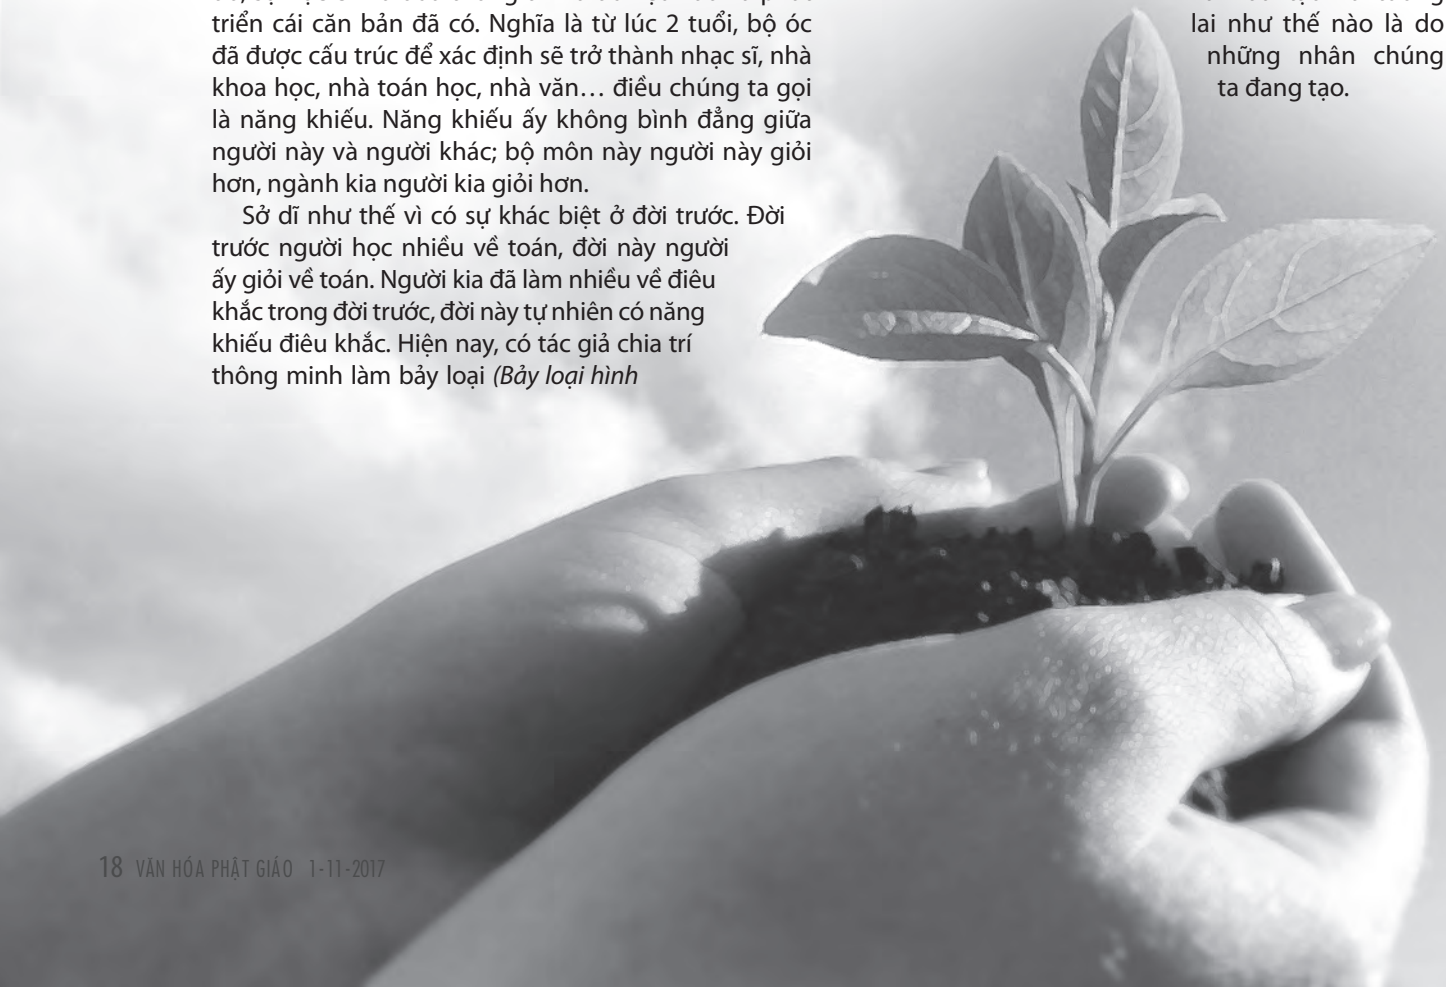 triển cái căn bản đã có. Nghĩa là từ lúc 2 tuổi, bộ óc
đã được cấu trúc để xác định sẽ trở thành nhạc sĩ, nhà
khoa học, nhà toán học, nhà văn… điều chúng ta gọi
là năng khiếu. Năng khiếu ấy không bình đẳng giữa
người này và người khác; bộ môn này người này giỏi
hơn, ngành kia người kia giỏi hơn.
Sở dĩ như thế vì có sự khác biệt ở đời trước. Đời
trước người học nhiều về toán, đời này người
ấy giỏi về toán. Người kia đã làm nhiều về điêu
khắc trong đời trước, đời này tự nhiên có năng
khiếu điêu khắc. Hiện nay, có tác giả chia trí
thông minh làm bảy loại (Bảy loại hình
lai như thế nào là do
những nhân chúng
ta đang tạo.
18 VĂN HÓA PHẬT GIÁO 1-11-2017